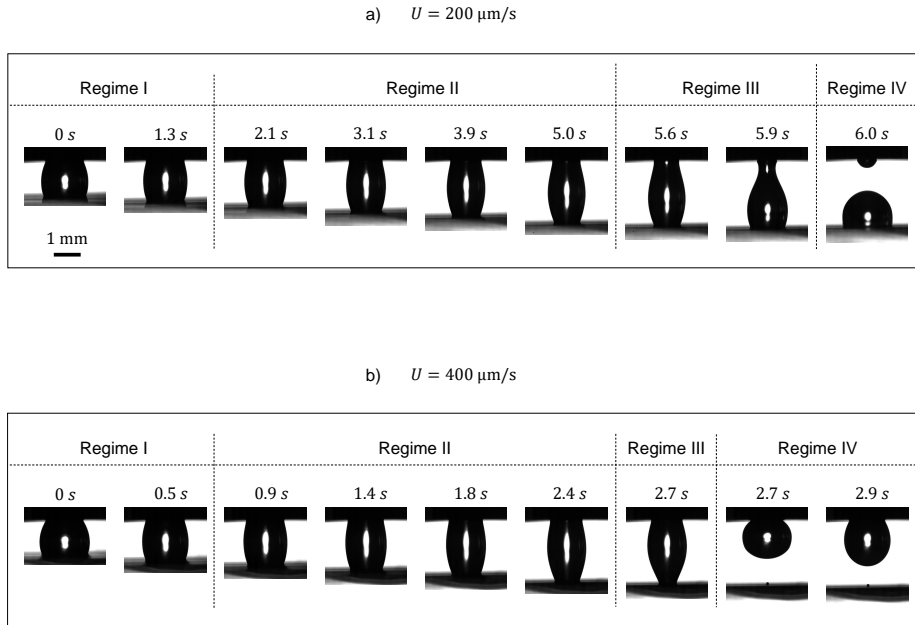 a) U = 200 μm/s
Regime I Regime II Regime III Regime IV
0 s 1.3 s 2.1 s 3.1 s 3.9 s 5.0 s 5.6 s 5.9 s 6.0 s
1 mm
b) U = 400 μm/s
Regime I Regime II Regime III Regime IV
0 s 0.5 s 0.9 s 1.4 s 1.8 s 2.4 s 2.7 s 2.7 s 2.9 s